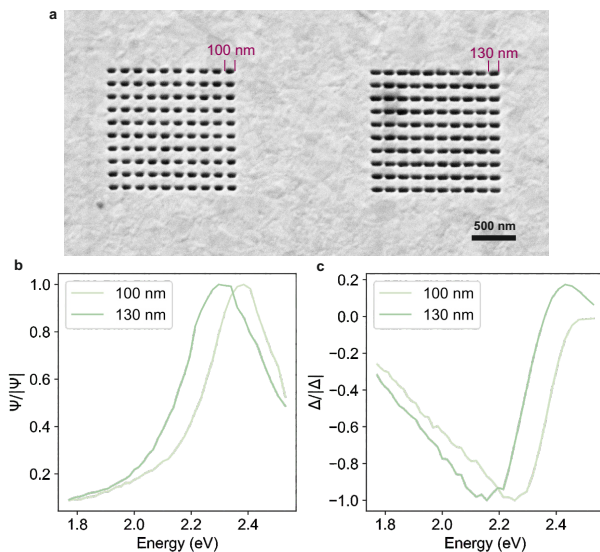 a
100 nm
130 nm
500 nm
b
c
1.0
0.8
0.6
0.4
0.2
Ψ/|Ψ|
100 nm
130 nm
1.8
2.0
2.2
2.4
Energy (eV)
0.2
0.0
−0.2
−0.4
−0.6
−0.8
−1.0
Δ/|Δ|
100 nm
130 nm
1.8
2.0
2.2
2.4
Energy (eV)